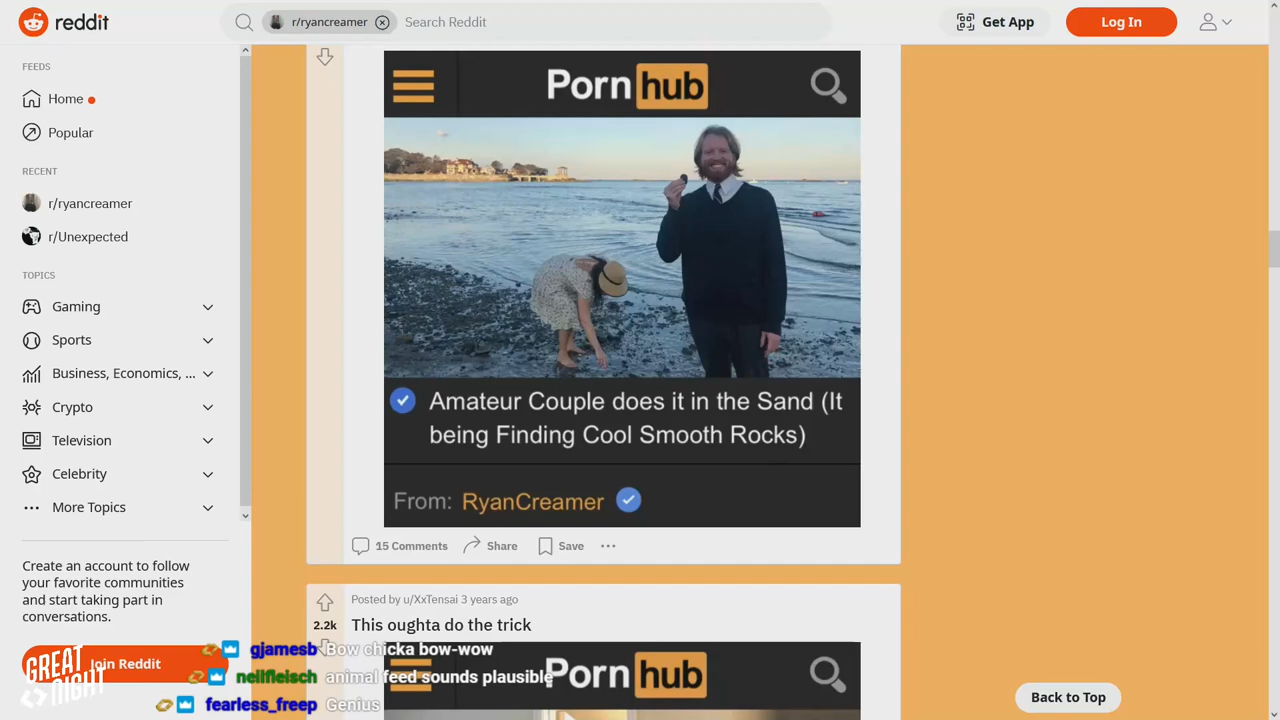 reddit
r/ryancreamer
Search Reddit
Get App
Log In
FEEDS
Home
Popular
RECENT
r/ryancreamer
r/Unexpected
TOPICS
Gaming
Sports
Business, Economics, ...
Crypto
Television
Celebrity
More Topics
Create an account to follow
your favorite communities
and start taking part in
conversations.
Join Reddit
Porn hub
Amateur Couple does it in the Sand (It
being Finding Cool Smooth Rocks)
From: RyanCreamer
15 Comments
Share
Save
Posted by u/XxTensai 3 years ago
2.2k
This oughta do the trick
Porn hub
gjamesb Bow chicka bow-wow
neilfleisch animal feed sounds plausible
fearless_freep Genius
GREAT
NIGHT
Back to Top